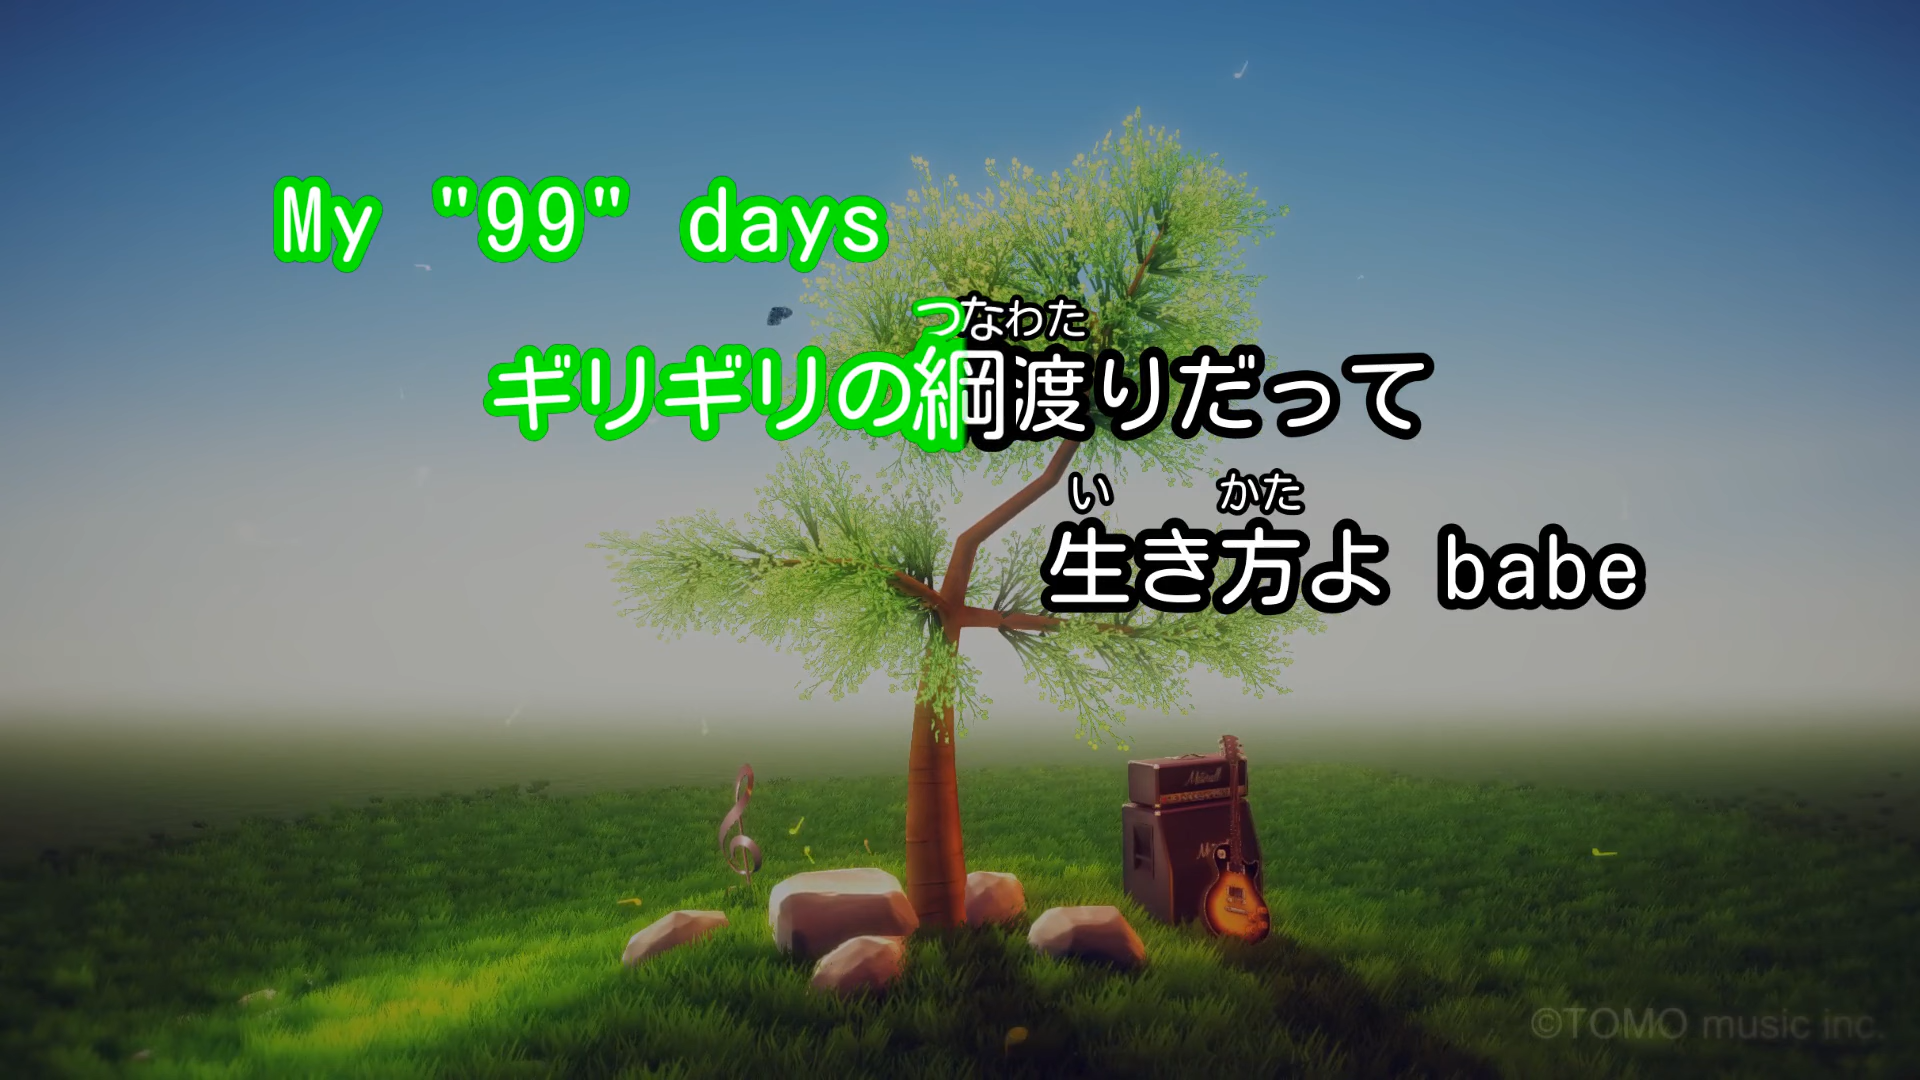 My "99" days
つなわた
ギリギリの綱渡りだって
い かた
生き方よ babe
©TOMO music inc.